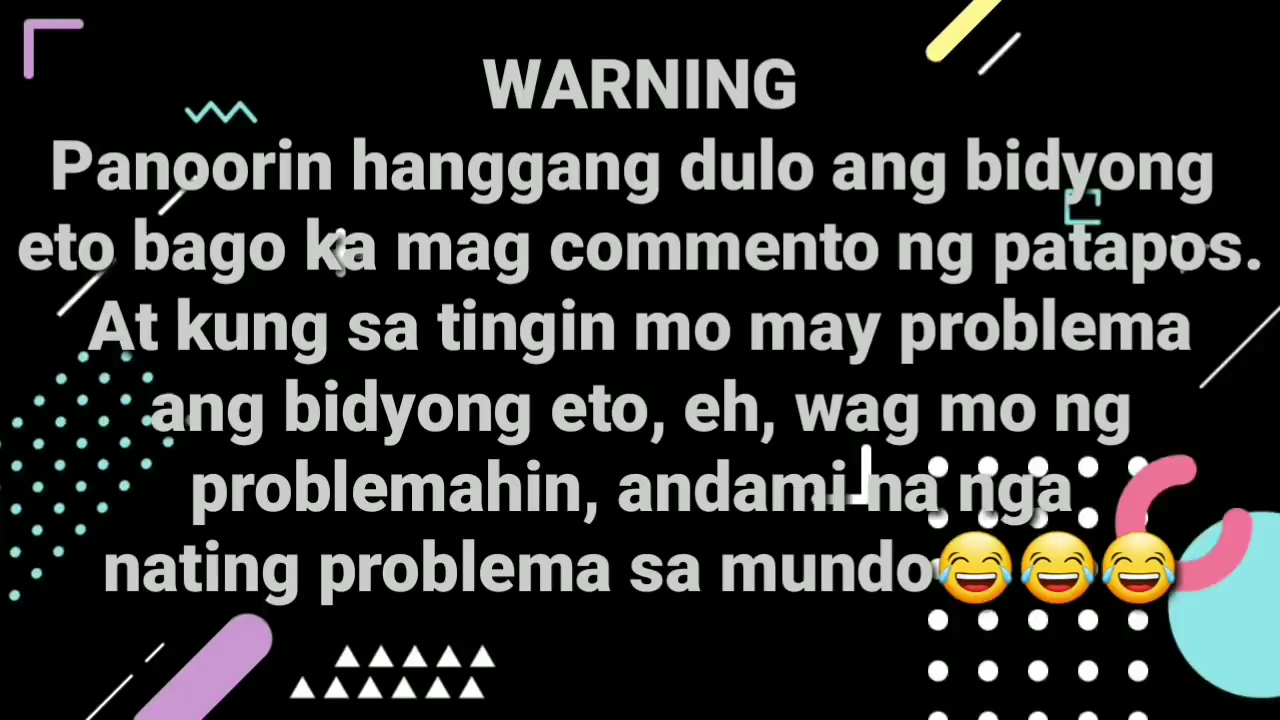 WARNING
Panoorin hanggang dulo ang bidyong
eto bago ka mag commento ng patapos.
At kung sa tingin mo may problema
ang bidyong eto, eh, wag mo ng
problemahin, andami na nga
nating problema sa mundo😂😂😂